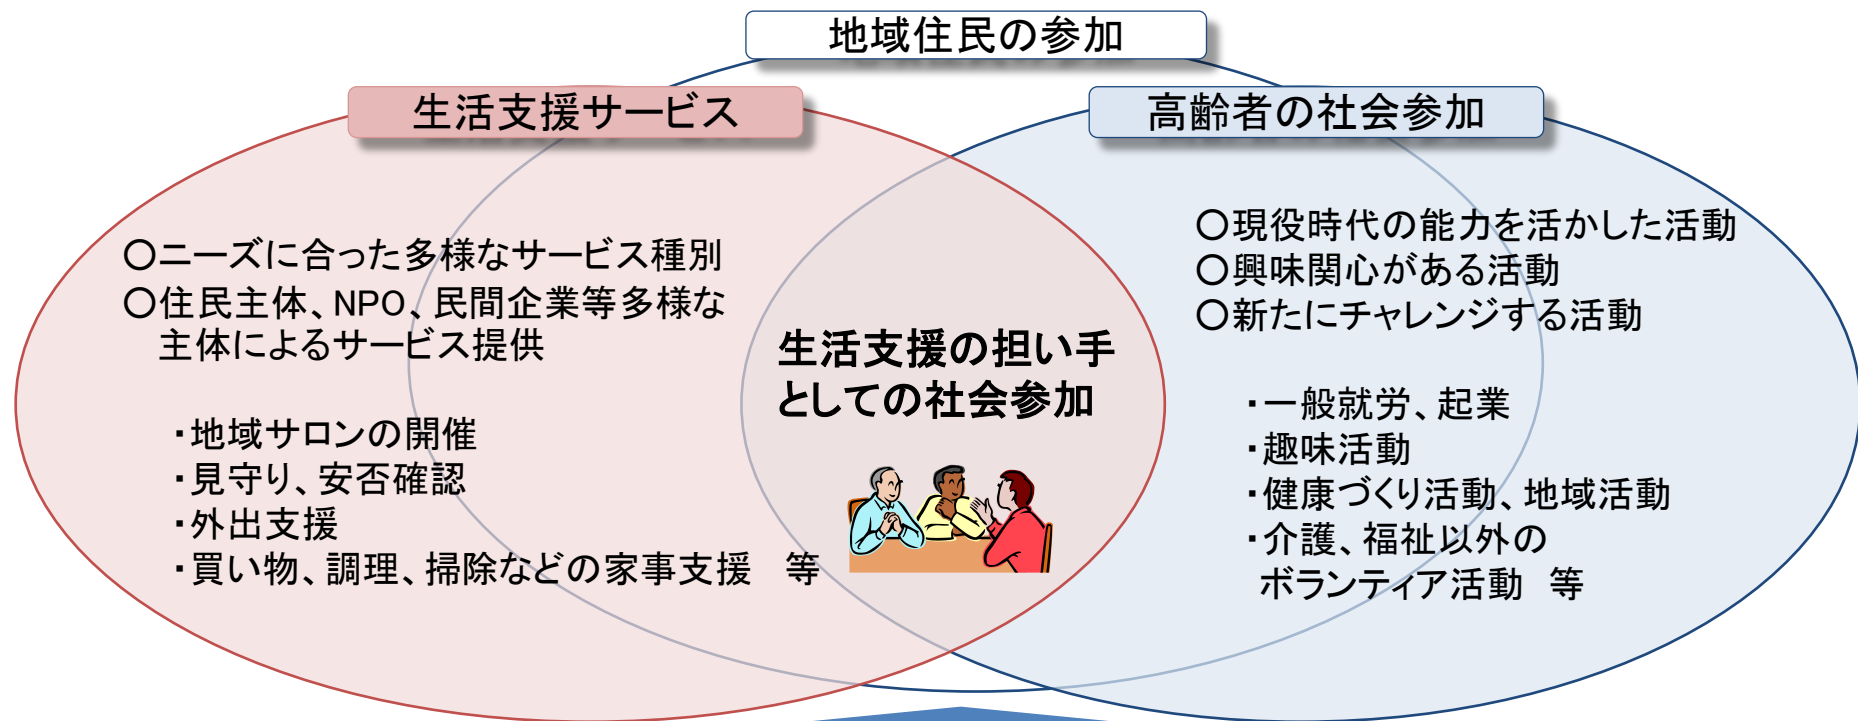 地域住民の参加
生活支援サービス
高齢者の社会参加
○ニーズに合った多様なサービス種別
○住民主体、NPO、民間企業等多様な
主体によるサービス提供
・地域サロンの開催
・見守り、安否確認
・外出支援
・買い物、調理、掃除などの家事支援　等
生活支援の担い手
としての社会参加
○現役時代の能力を活かした活動
○興味関心がある活動
○新たにチャレンジする活動
・一般就労、起業
・趣味活動
・健康づくり活動、地域活動
・介護、福祉以外の
ボランティア活動　等